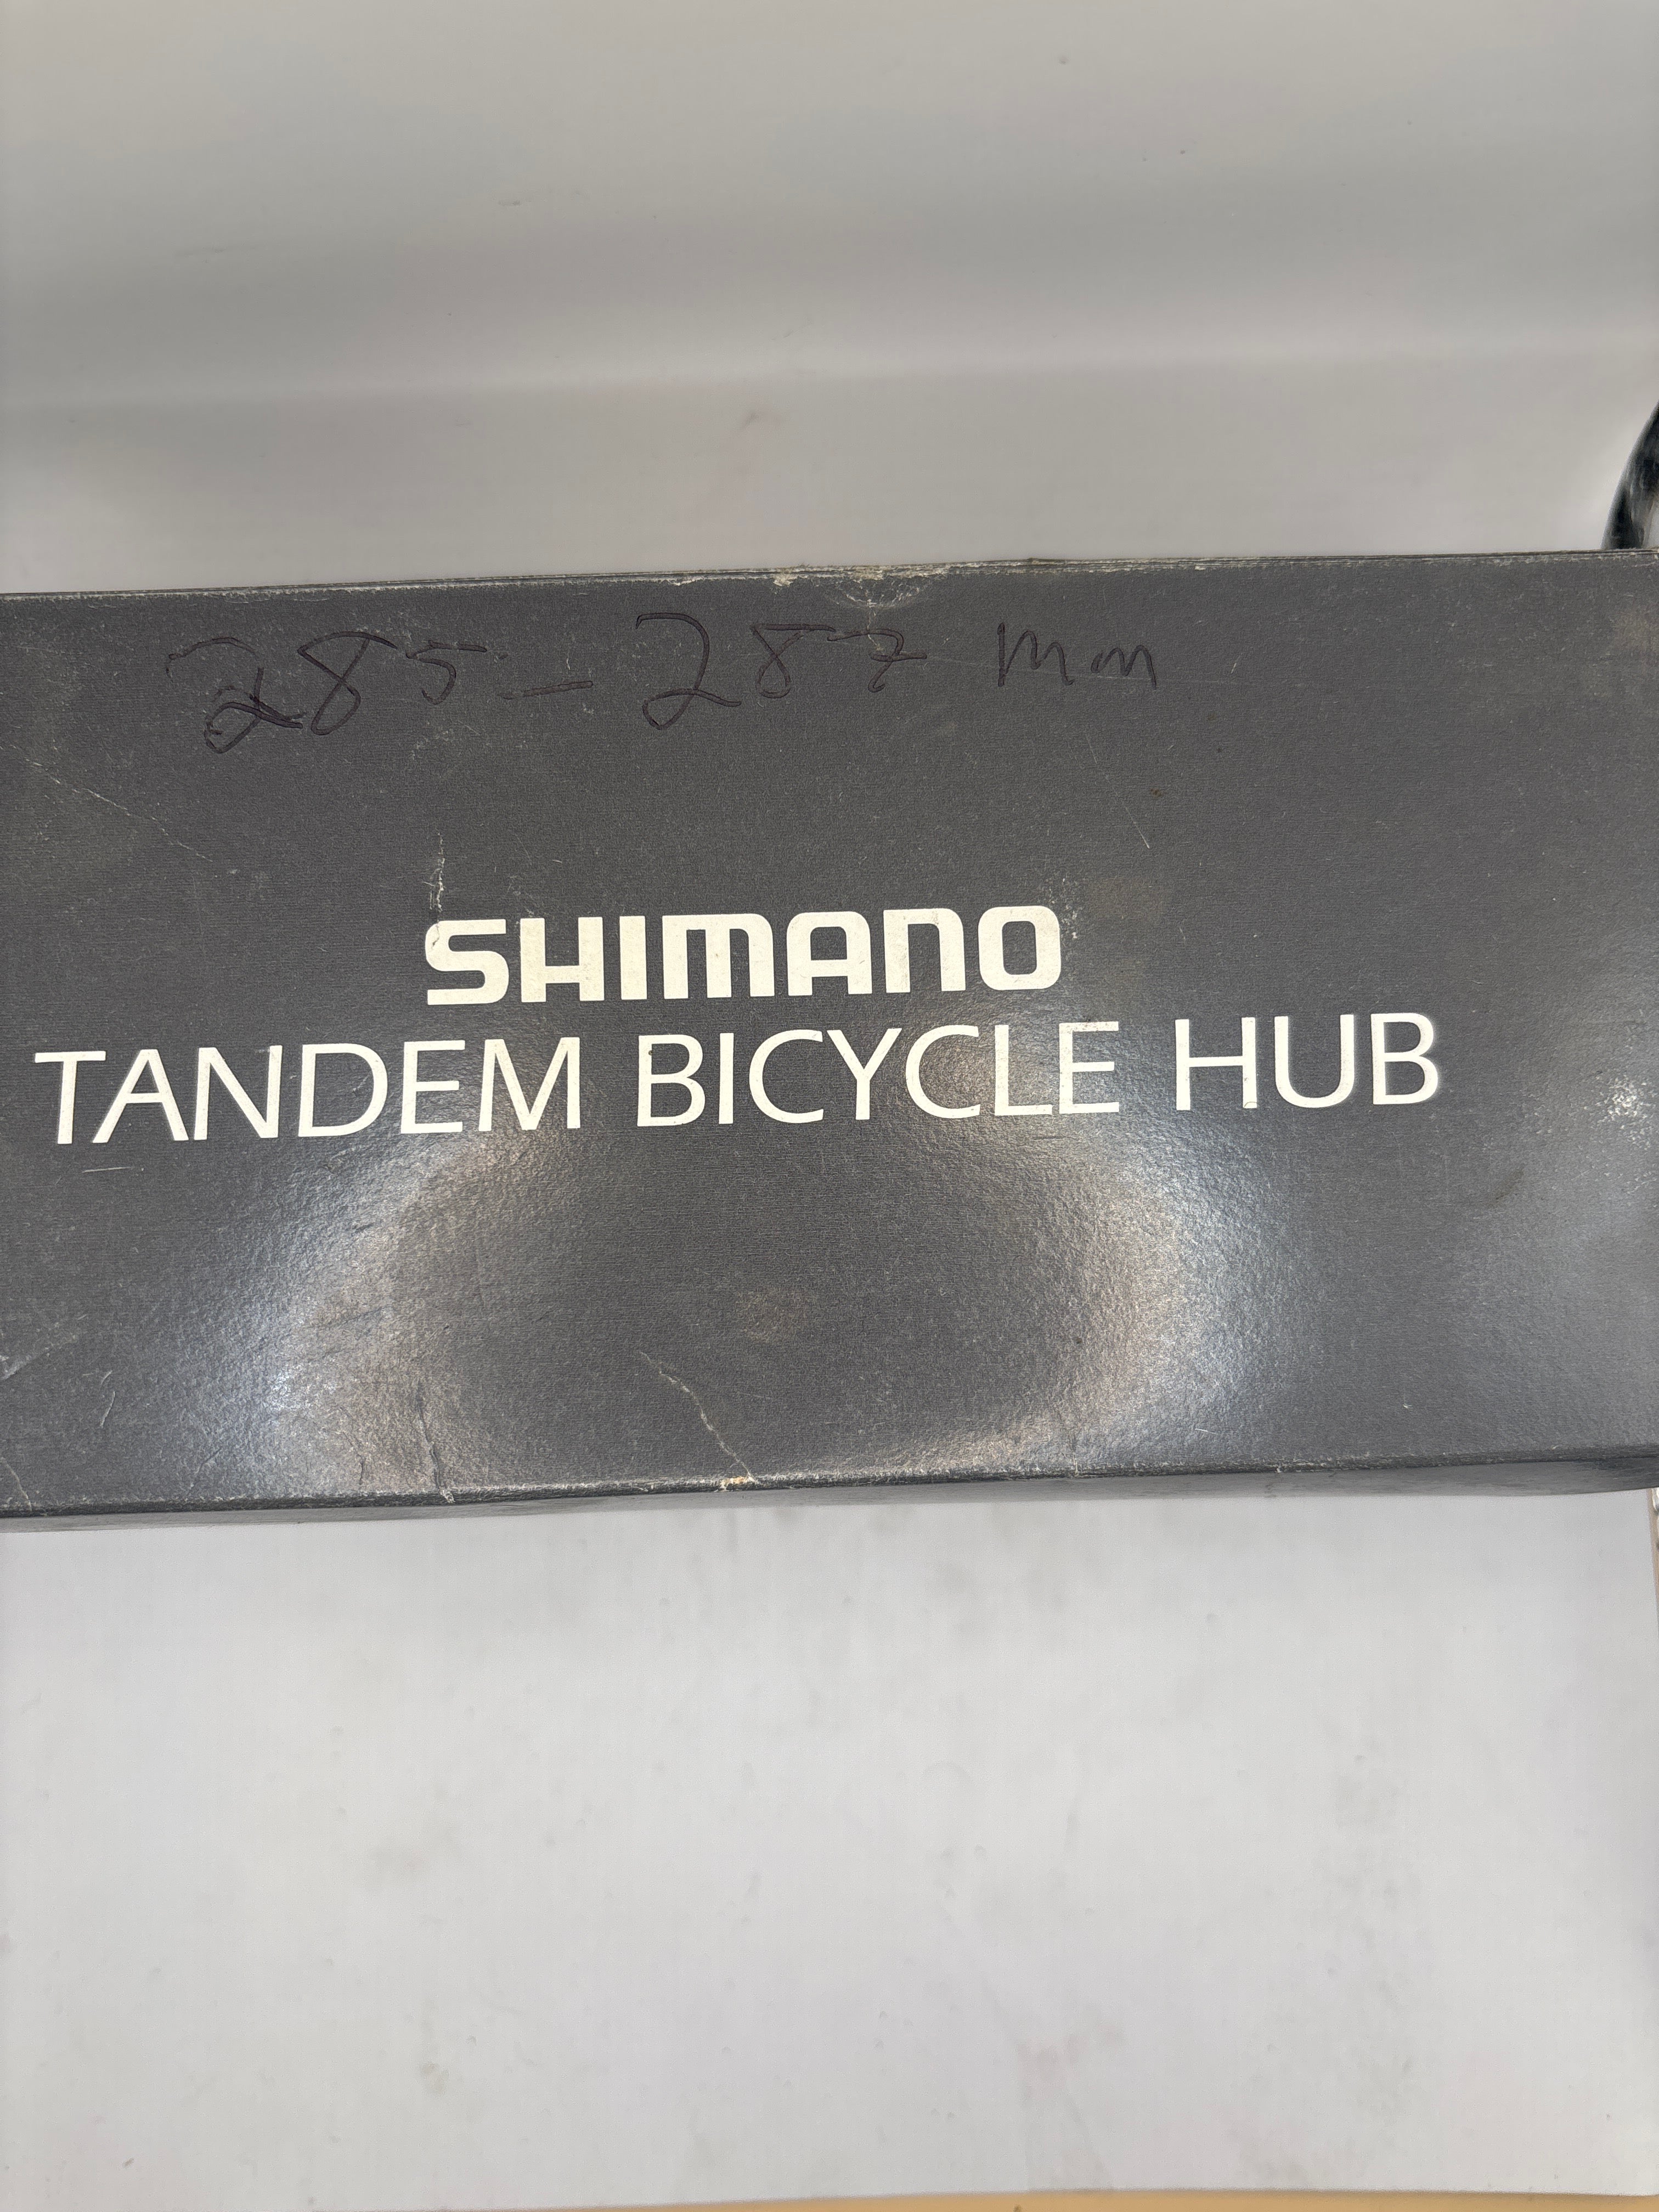 285-287 mm
SHIMANO
TANDEM BICYCLE HUB